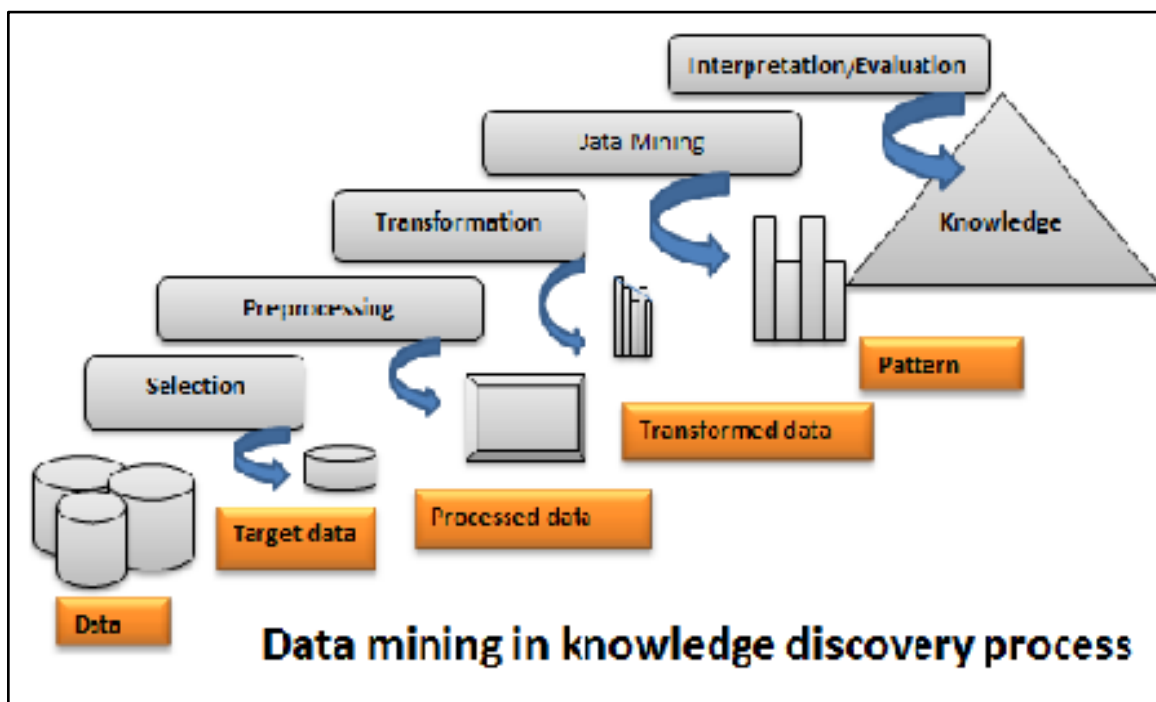 Interpretation/Evaluation
Data Mining
Transformation
Knowledge
Preprocessing
Pattern
Selection
Transformed data
Processed data
Target data
Data
Data mining in knowledge discovery process